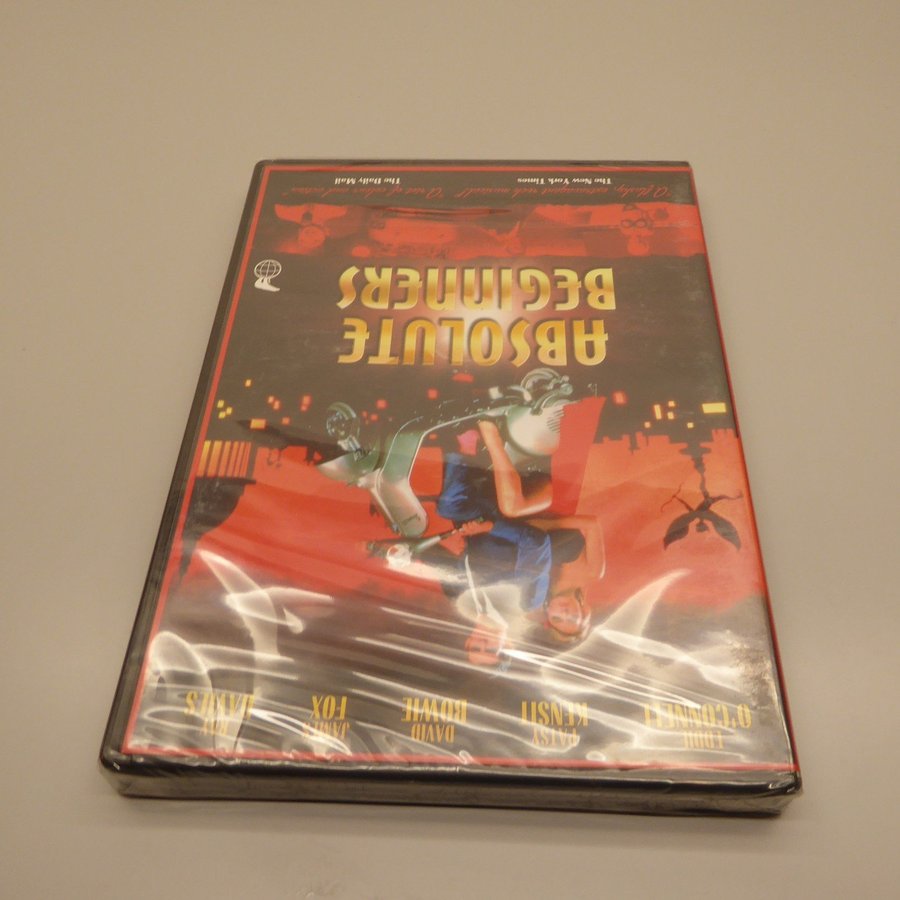 EDDIE O'CONNELL
PATSY KENSIT
DAVID BOWIE
JAMES FOX
RAY DAVIES
ABSOLUTE
BEGINNERS
"A flashy, extravagant rock musical" "A riot of colour and action"
The New York Times
The Daily Mail